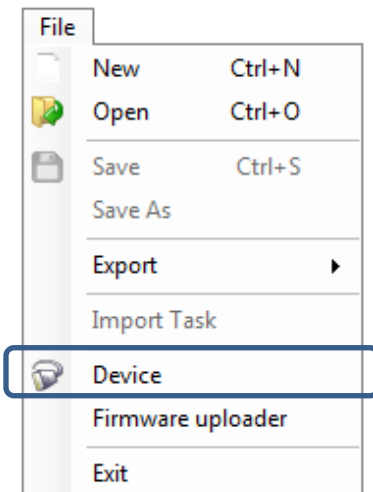 File
New Ctrl+N
Open Ctrl+O
Save Ctrl+S
Save As
Export
Import Task
Device
Firmware uploader
Exit